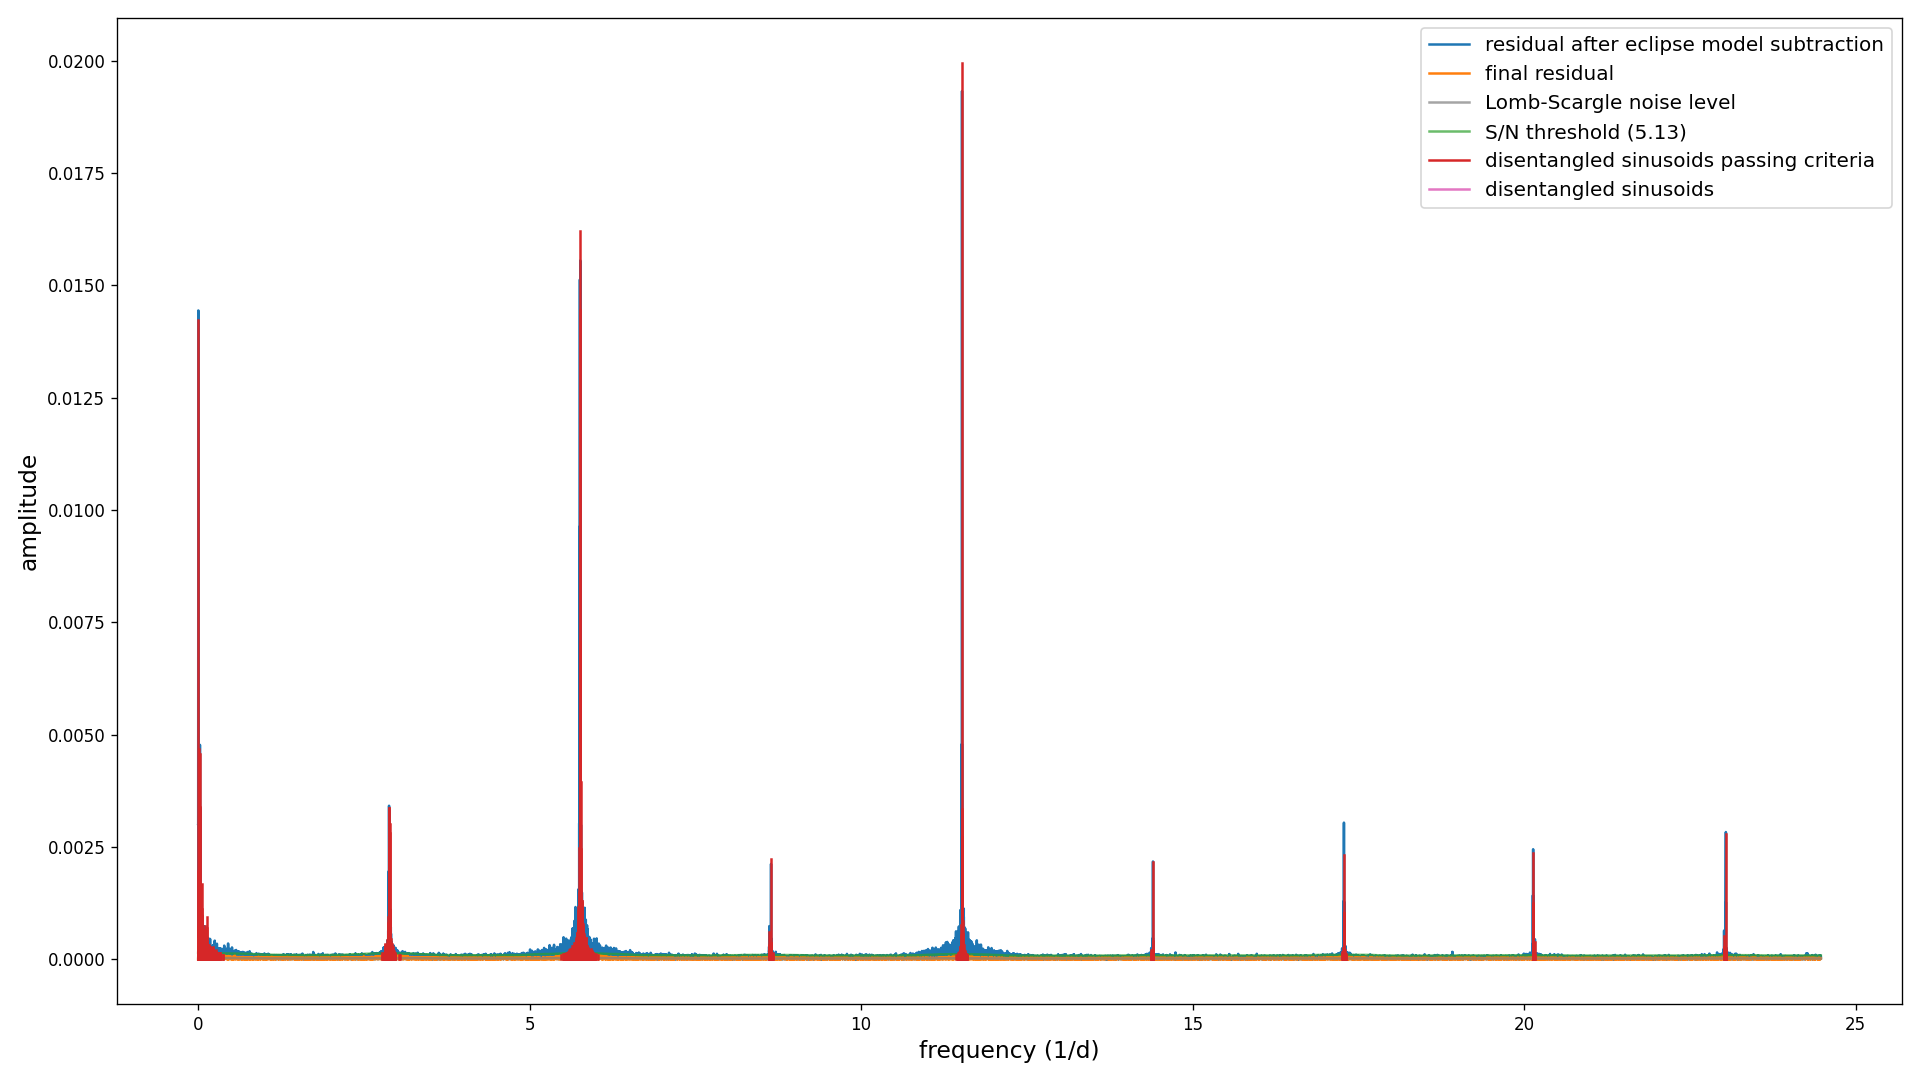 residual after eclipse model subtraction
final residual
Lomb-Scargle noise level
S/N threshold (5.13)
disentangled sinusoids passing criteria
disentangled sinusoids
0.0200
0.0175
0.0150
0.0125
0.0100
0.0075
0.0050
0.0025
0.0000
amplitude
0 5 10 15 20 25
frequency (1/d)